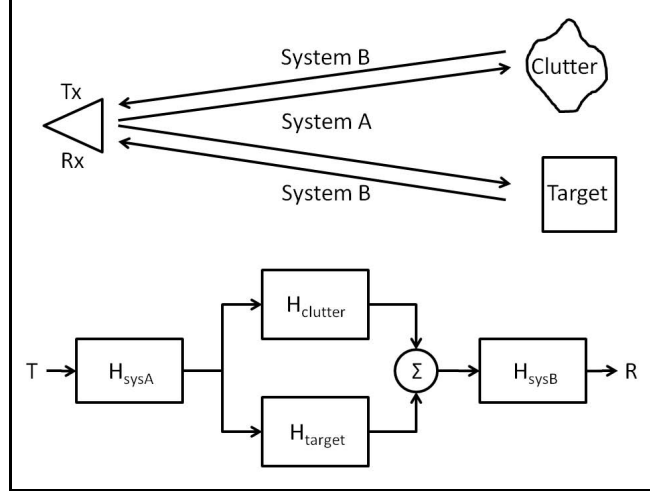 System B
Clutter
Tx
System A
Rx
System B
Target
H_clutter
T
H_sysA
Σ
H_sysB
R
H_target